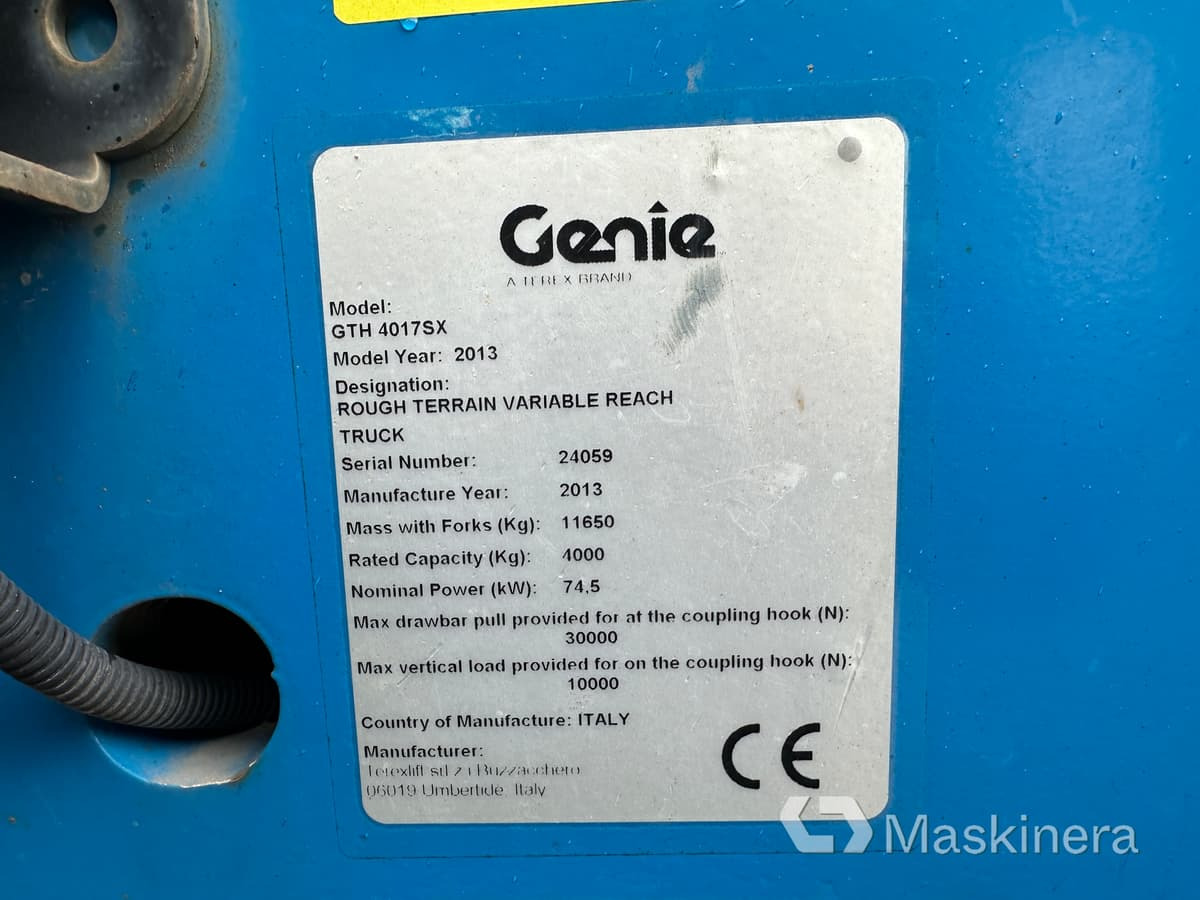 Genie
A TEREX BRAND
Model:
GTH 4017SX
Model Year: 2013
Designation:
ROUGH TERRAIN VARIABLE REACH
TRUCK
Serial Number: 24059
Manufacture Year: 2013
Mass with Forks (Kg): 11650
Rated Capacity (Kg): 4000
Nominal Power (kW): 74.5
Max drawbar pull provided for at the coupling hook (N):
30000
Max vertical load provided for on the coupling hook (N):
10000
Country of Manufacture: ITALY
Manufacturer:
Terexlift srl z.i Buzzacchero
06019 Umbertide, Italy
CE
Maskinera